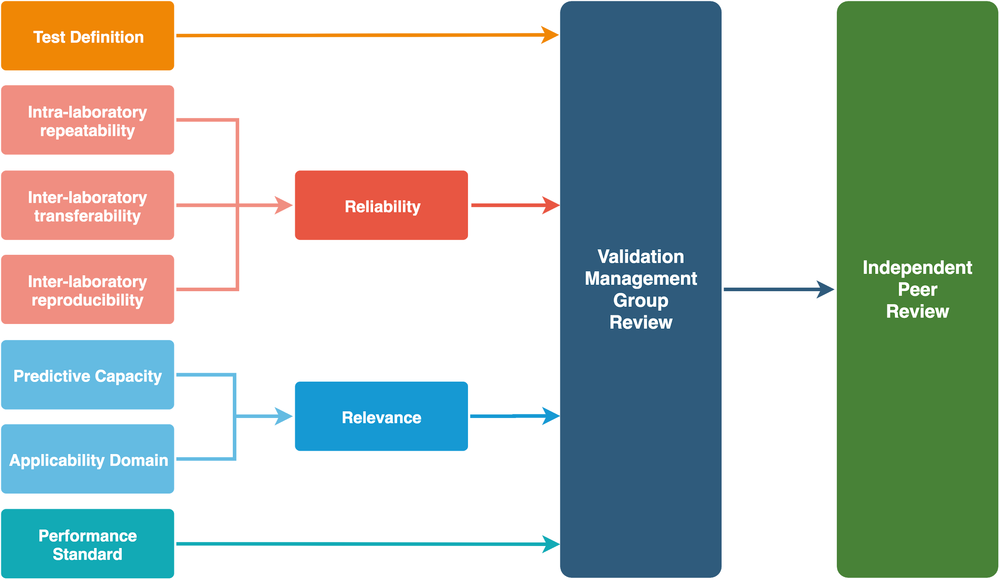 Test Definition
Intra-laboratory
repeatability
Inter-laboratory
transferability
Inter-laboratory
reproducibility
Predictive Capacity
Applicability Domain
Performance
Standard
Reliability
Relevance
Validation
Management
Group
Review
Independent
Peer
Review